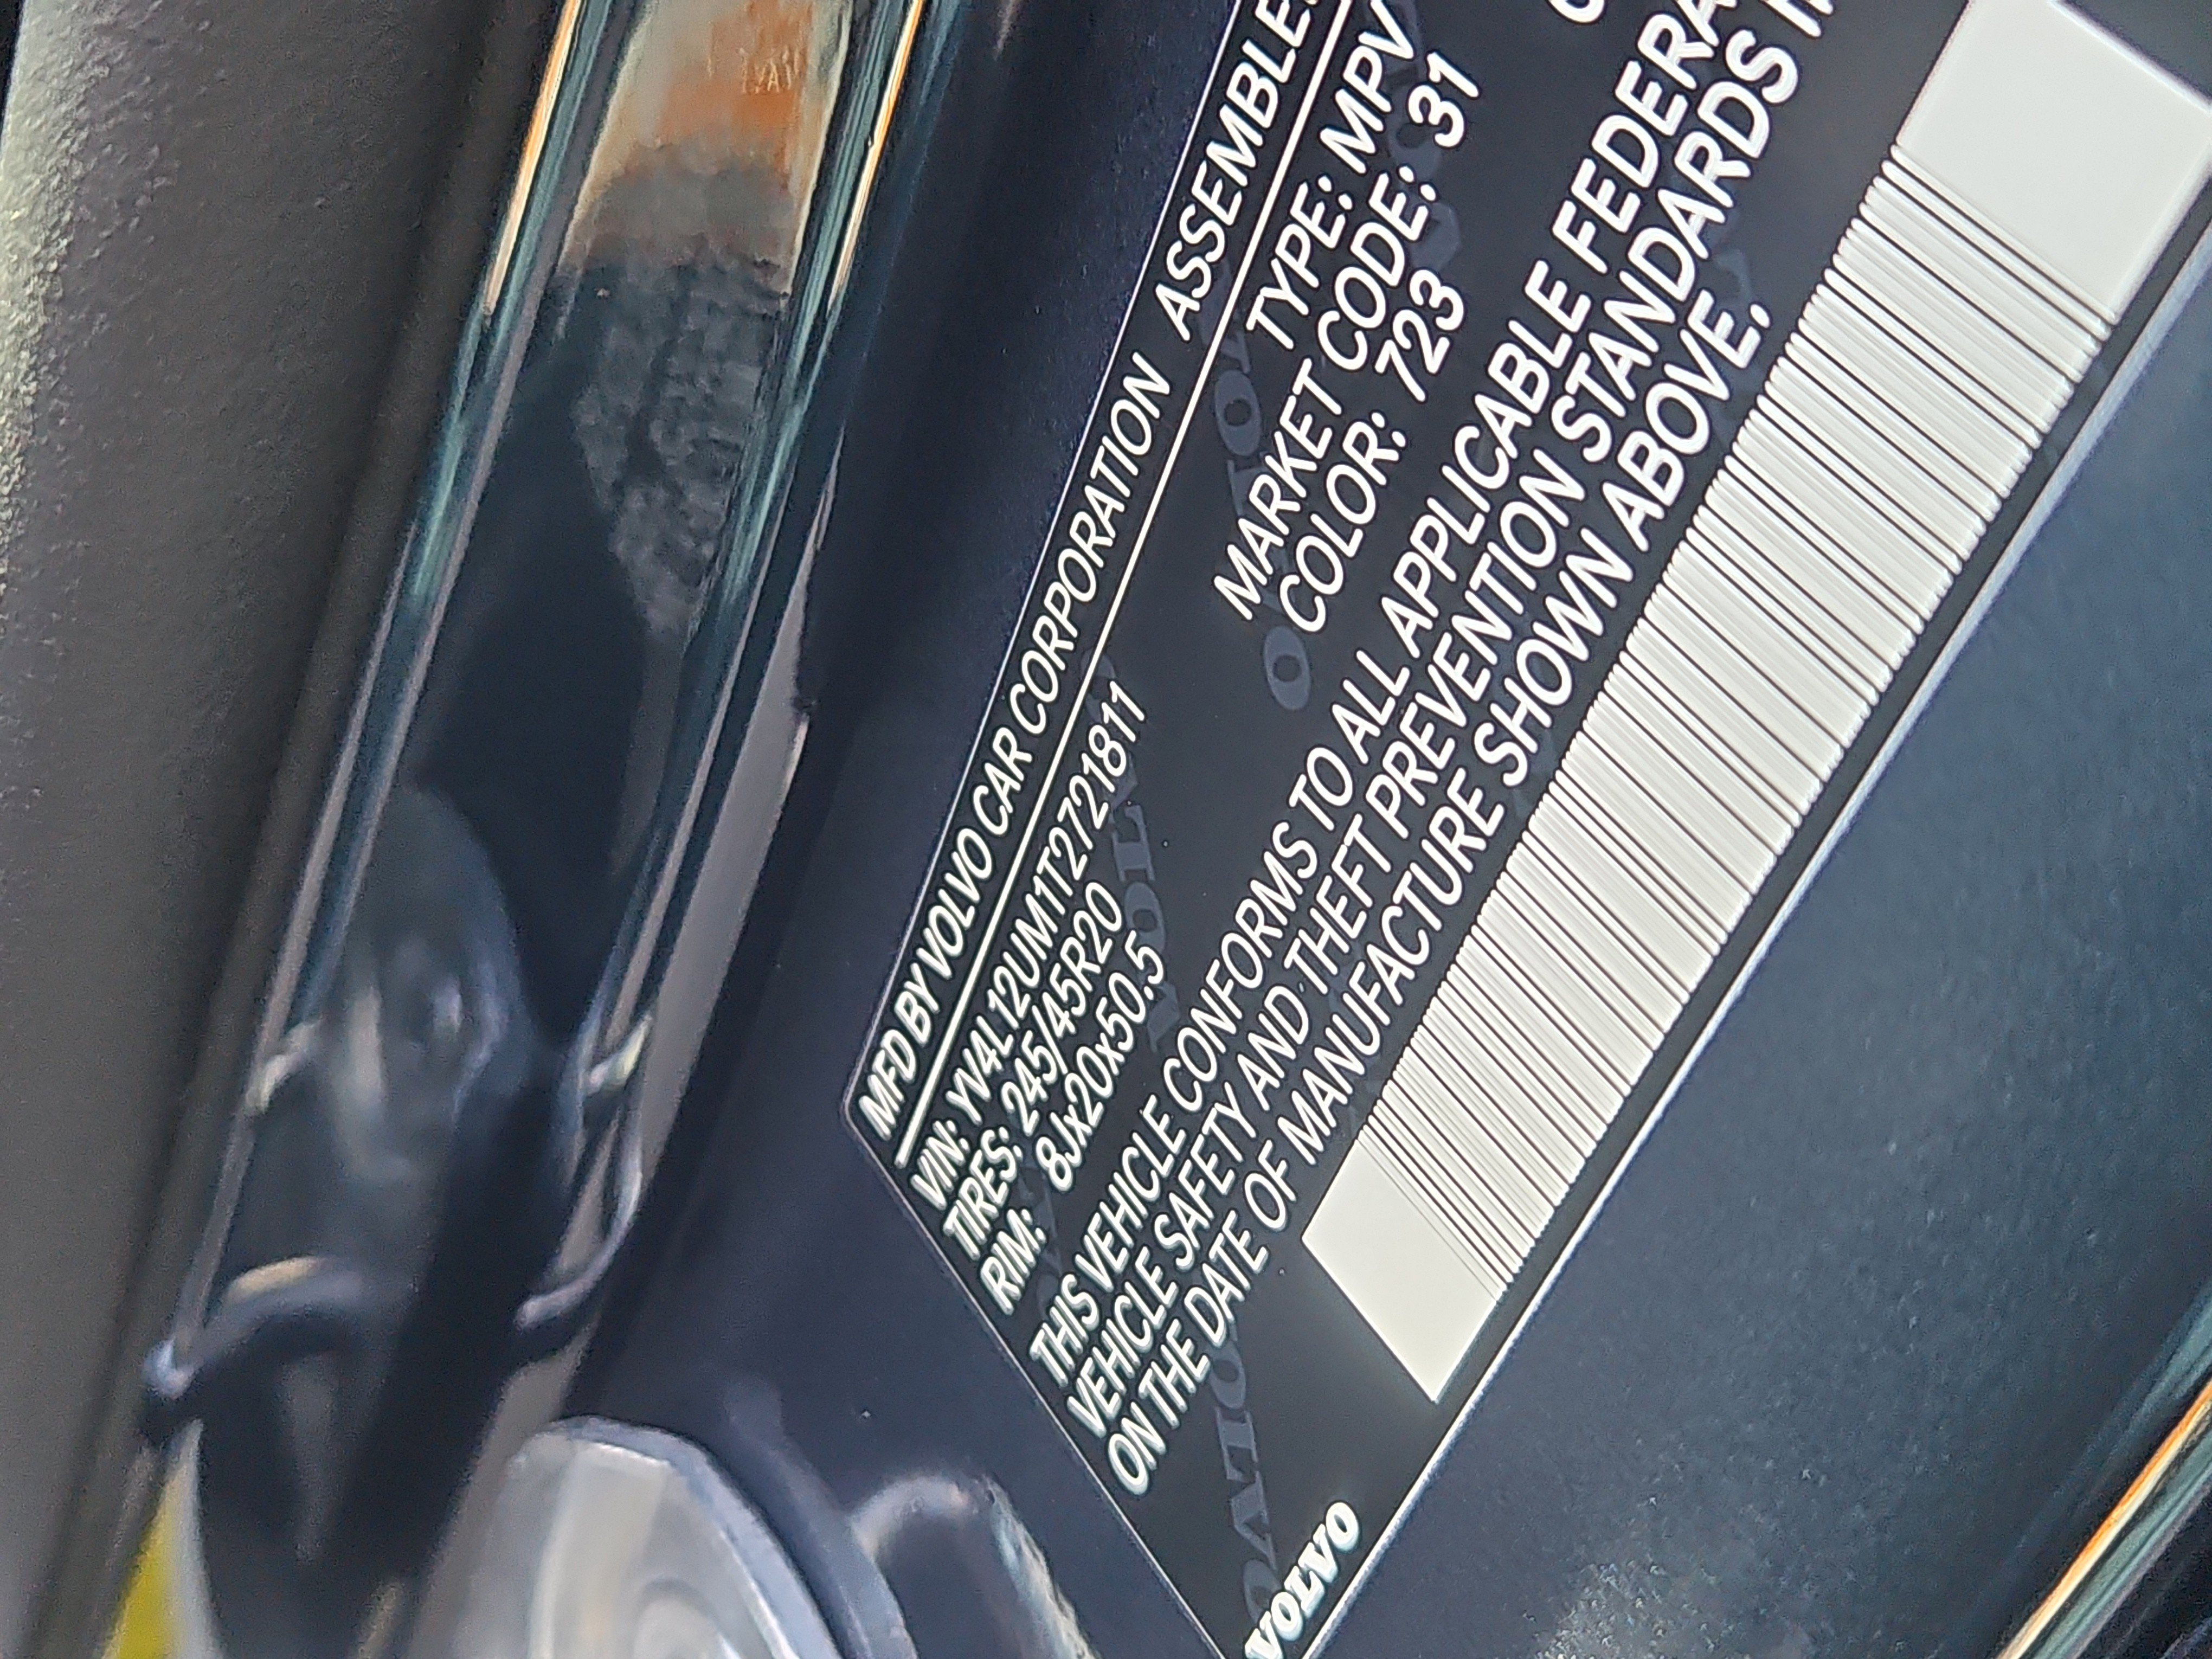 MFD BY VOLVO CAR CORPORATION ASSEMBLE
VIN: YV4L12UM1T2721811 TYPE: MPV
TIRES: 245/45R20 MARKET CODE: 31
RIM: 8Jx20x50.5 COLOR: 723
THIS VEHICLE CONFORMS TO ALL APPLICABLE FEDERA
VEHICLE SAFETY AND THEFT PREVENTION STANDARDS
ON THE DATE OF MANUFACTURE SHOWN ABOVE.
VOLVO